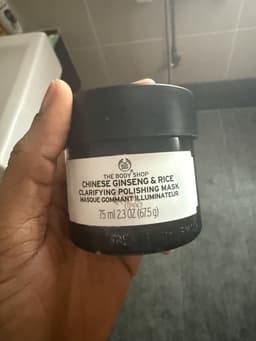 THE BODY SHOP
CHINESE GINSENG & RICE
CLARIFYING POLISHING MASK
MASQUE GOMMANT ILLUMINATEUR
75 ml 2.3 OZ (67.5 g)